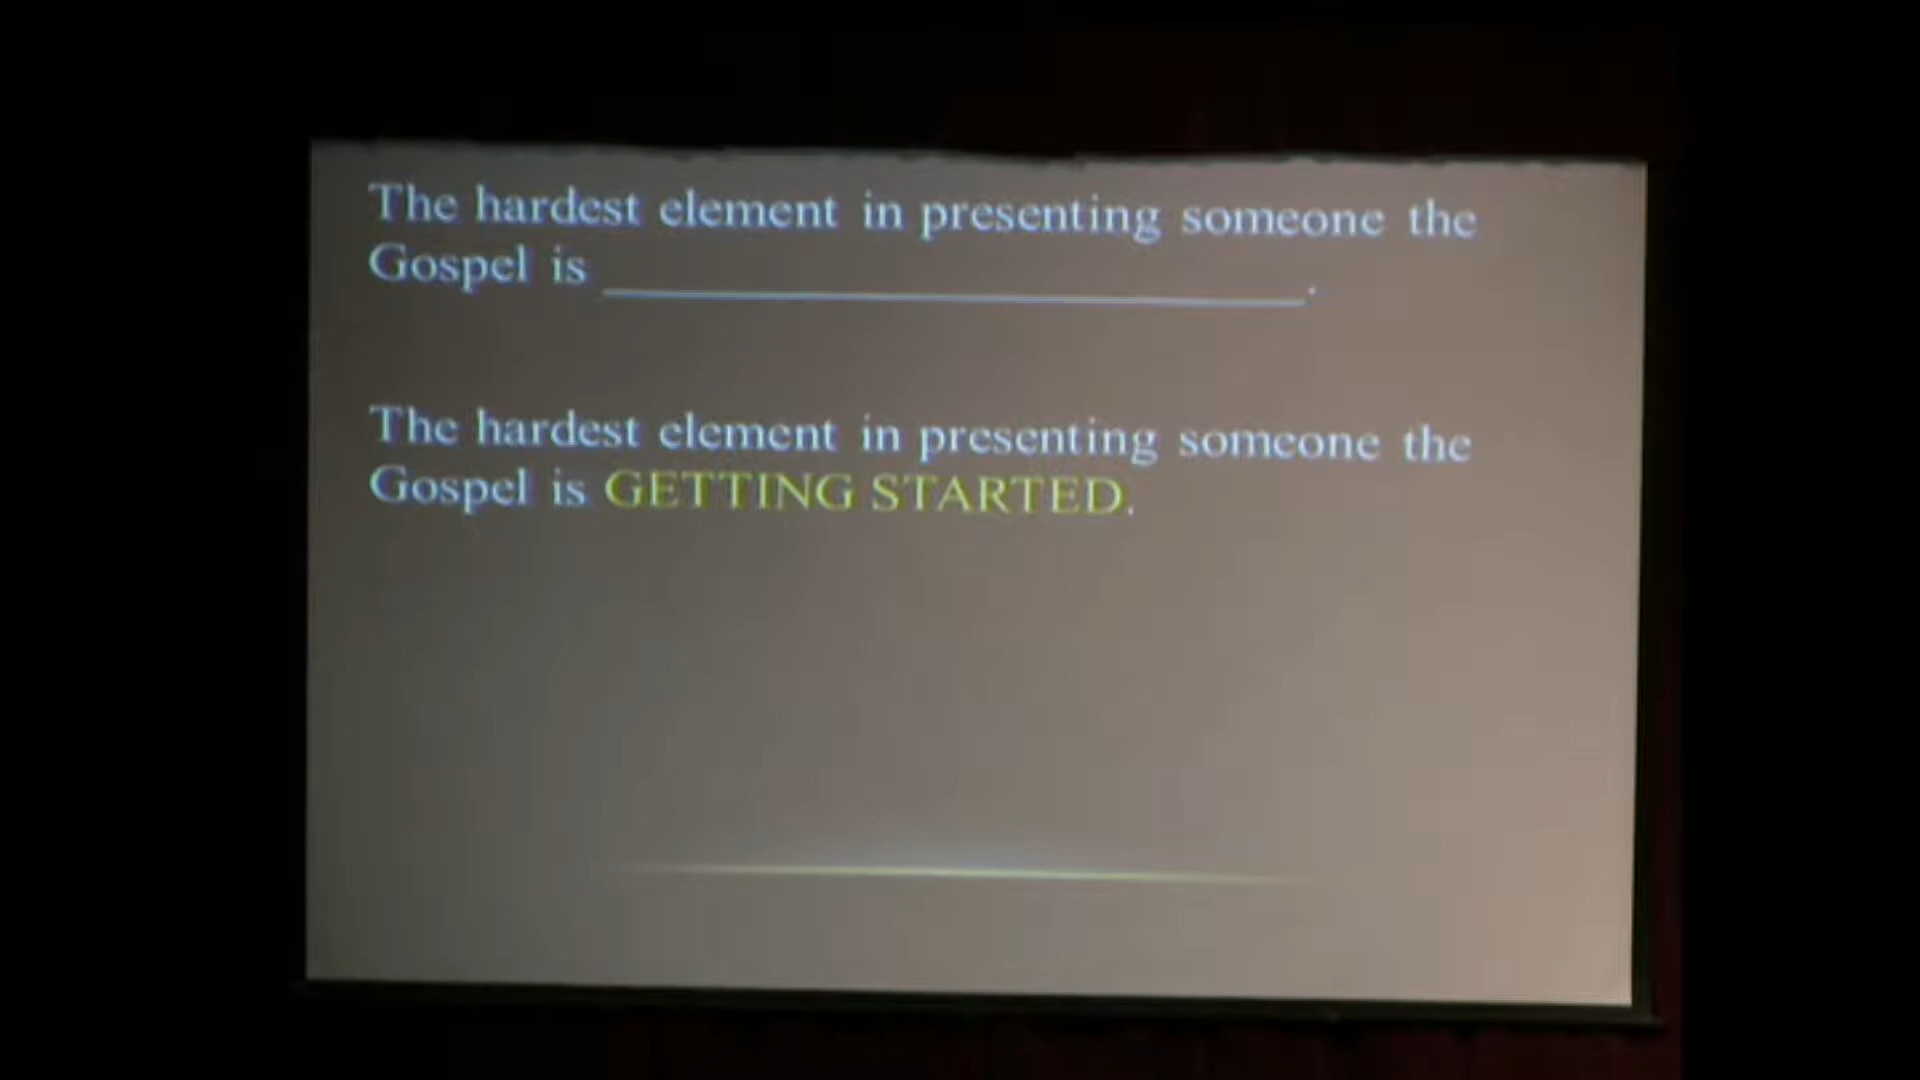 The hardest element in presenting someone the
Gospel is ______________________.
The hardest element in presenting someone the
Gospel is GETTING STARTED.